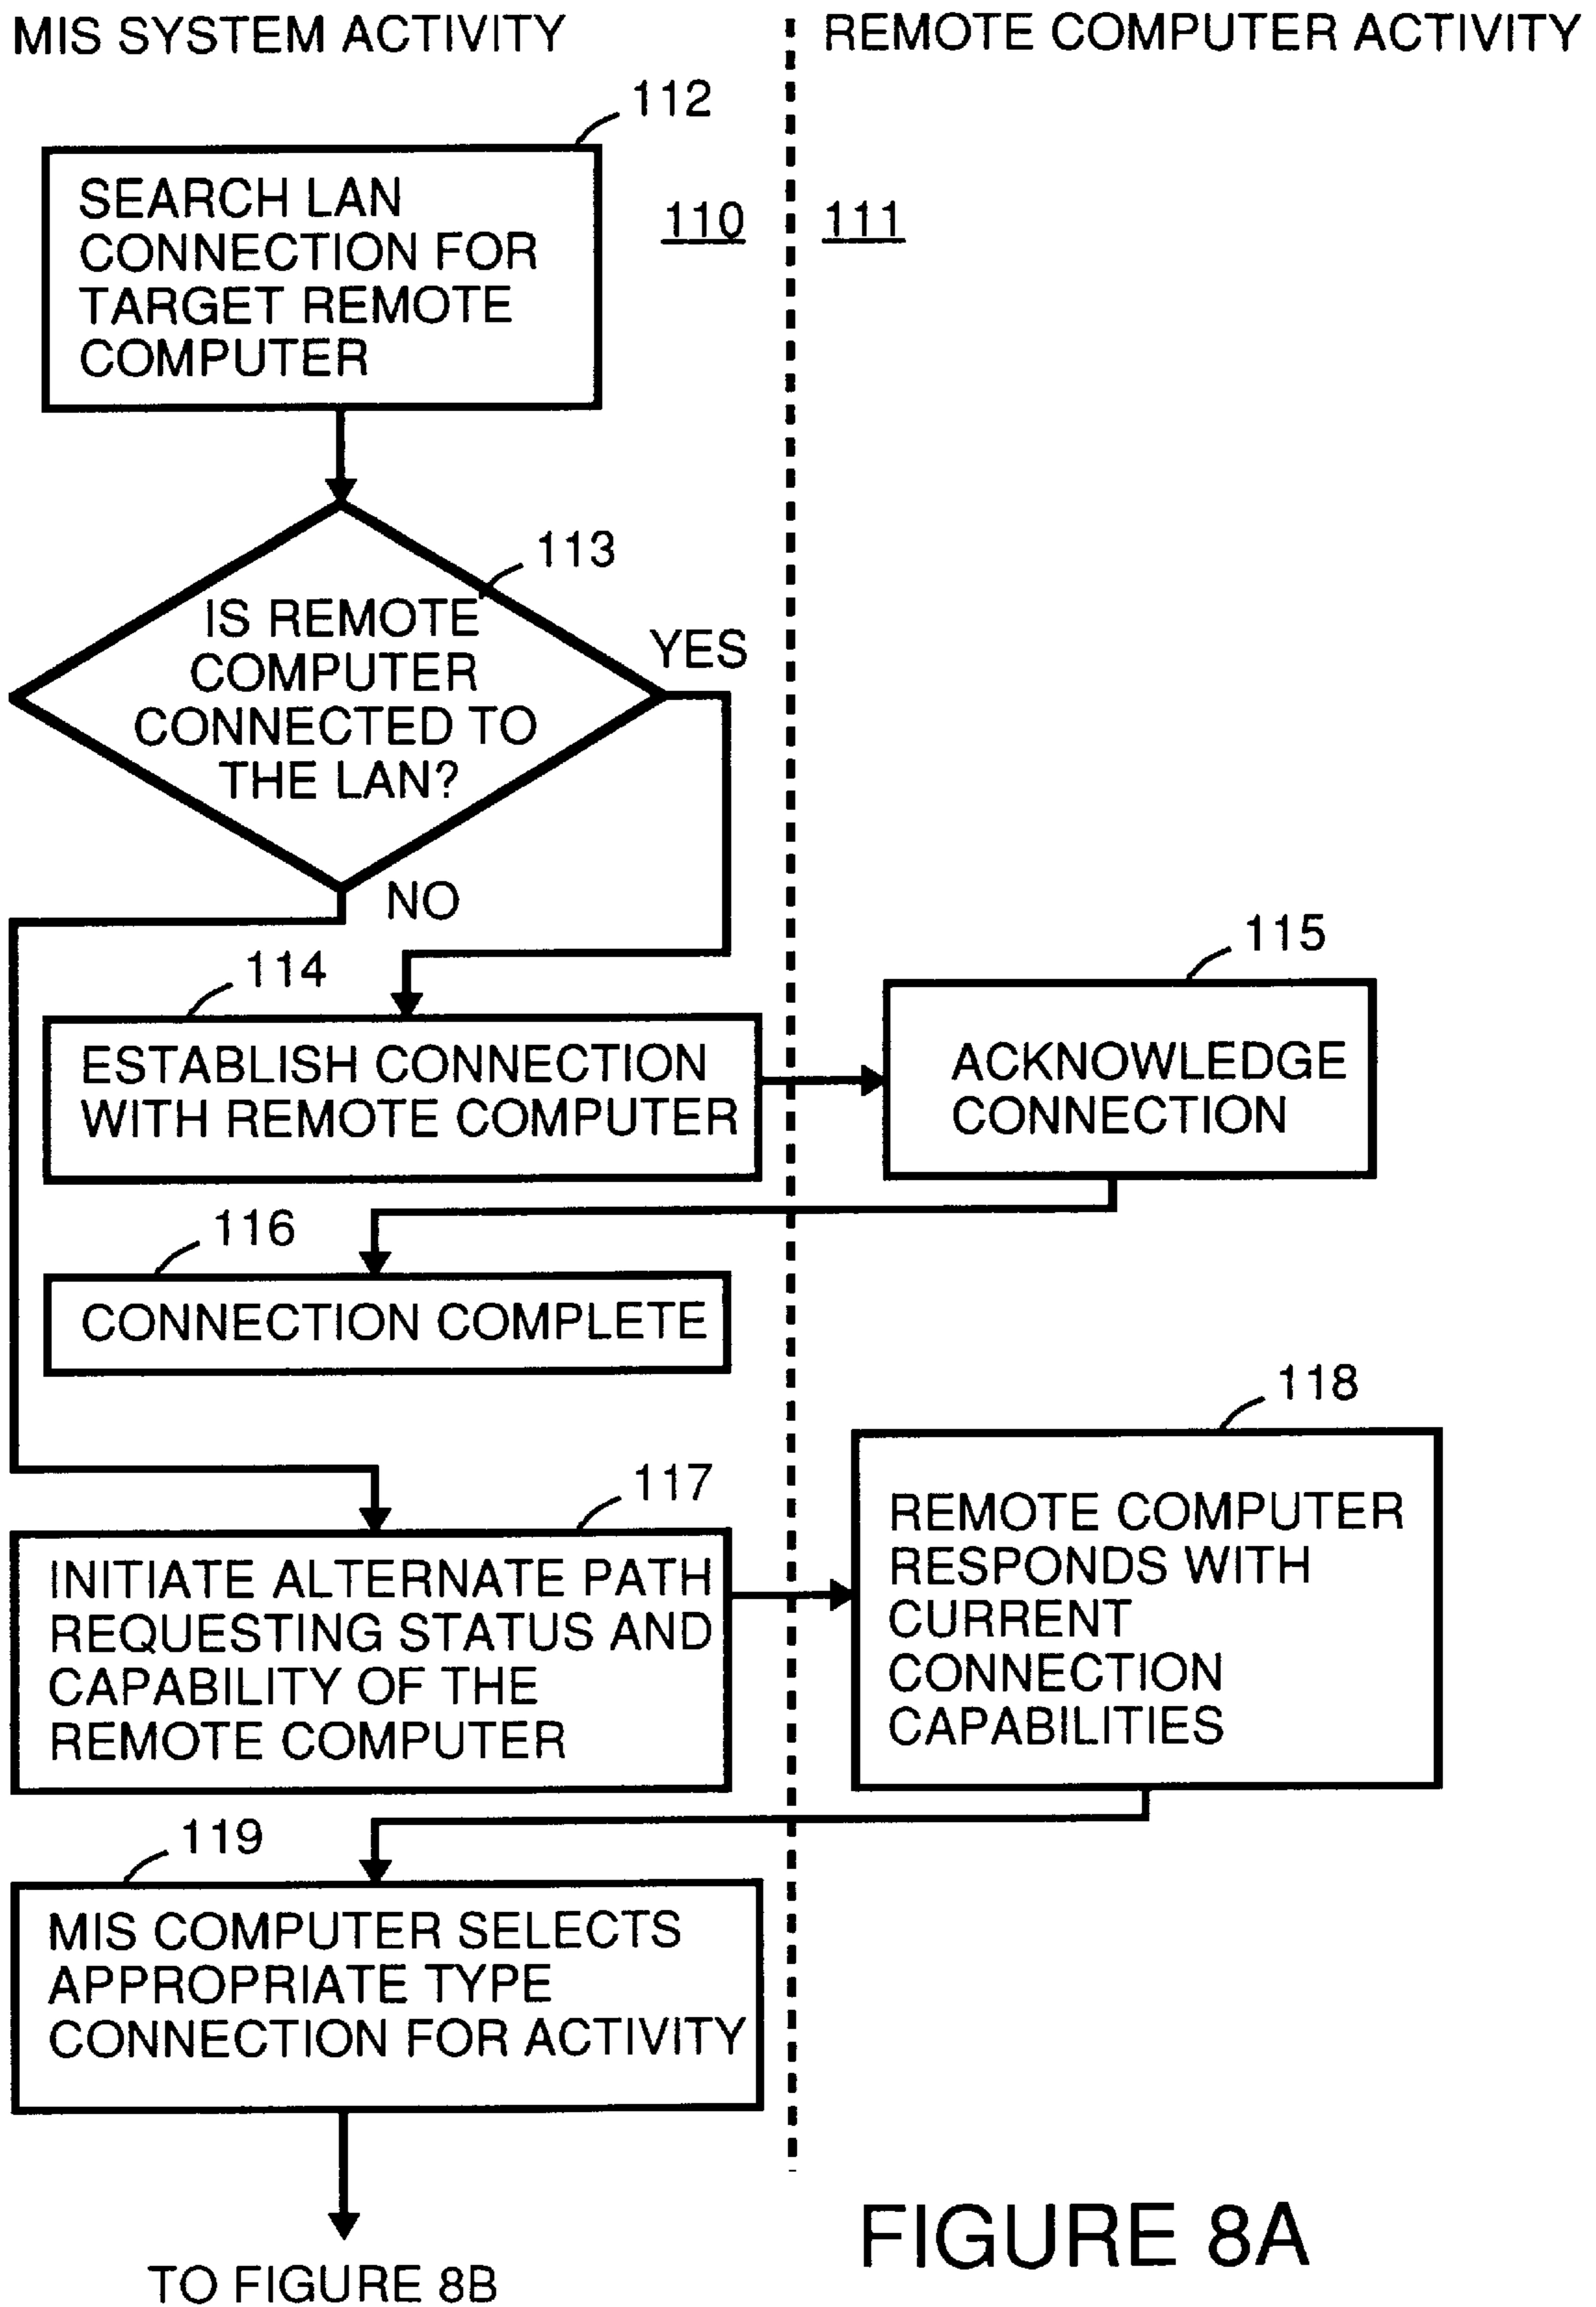 MIS SYSTEM ACTIVITY
REMOTE COMPUTER ACTIVITY
112
SEARCH LAN
CONNECTION FOR
TARGET REMOTE
COMPUTER
110
111
113
IS REMOTE
COMPUTER
CONNECTED TO
THE LAN?
YES
NO
114
ESTABLISH CONNECTION
WITH REMOTE COMPUTER
115
ACKNOWLEDGE
CONNECTION
116
CONNECTION COMPLETE
117
INITIATE ALTERNATE PATH
REQUESTING STATUS AND
CAPABILITY OF THE
REMOTE COMPUTER
118
REMOTE COMPUTER
RESPONDS WITH
CURRENT
CONNECTION
CAPABILITIES
119
MIS COMPUTER SELECTS
APPROPRIATE TYPE
CONNECTION FOR ACTIVITY
TO FIGURE 8B
FIGURE 8A